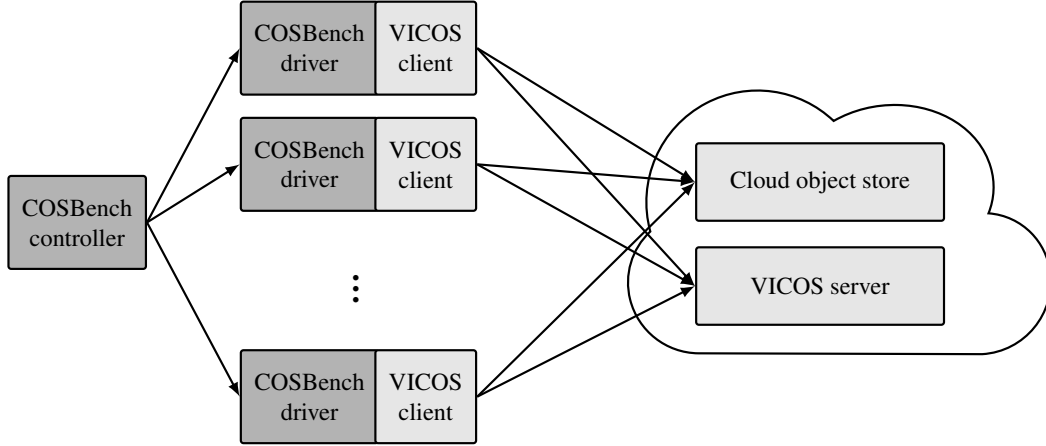 COSBench
driver
VICOS
client
COSBench
driver
VICOS
client
COSBench
controller
Cloud object store
VICOS server
COSBench
driver
VICOS
client